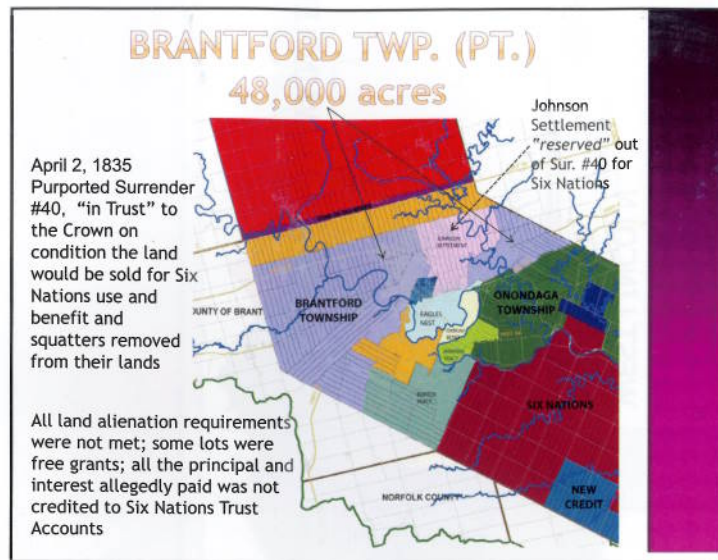 BRANTFORD TWP. (PT.)
48,000 acres
Johnson
Settlement
"reserved" out
of Sur. #40 for
Six Nations
April 2, 1835
Purported Surrender
#40, "in Trust" to
the Crown on
condition the land
would be sold for Six
Nations use and
benefit and
squatters removed
from their lands
All land alienation requirements
were not met; some lots were
free grants; all the principal and
interest allegedly paid was not
credited to Six Nations Trust
Accounts
JOHNSON
SETTLEMENT
OUNTY OF BRANT
BRANTFORD
TOWNSHIP
EAGLES
NEST
ONONDAGA
TOWNSHIP
SIX NATIONS
NORFOLK COUNTY
NEW
CREDIT